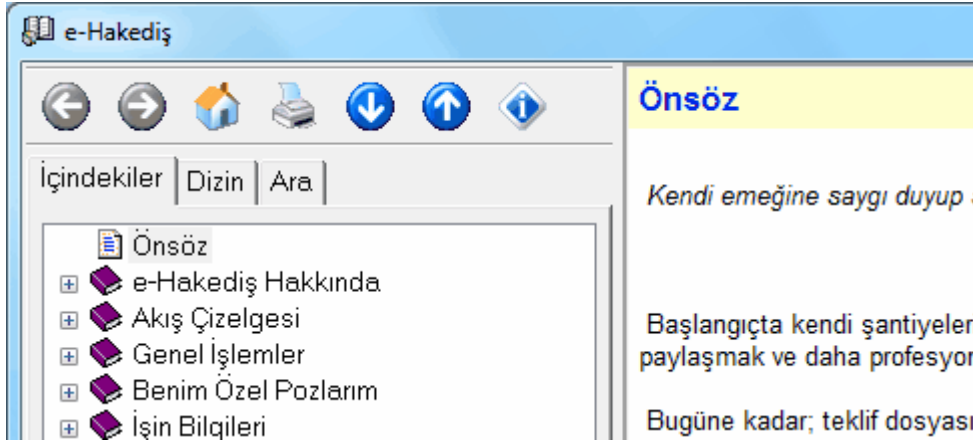 e-Hakediş
İçindekiler Dizin Ara
Önsöz
e-Hakediş Hakkında
Akış Çizelgesi
Genel İşlemler
Benim Özel Pozlarım
İşin Bilgileri
Önsöz
Kendi emeğine saygı duyup
Başlangıçta kendi şantiyeler
paylaşmak ve daha profesyo
Bugüne kadar; teklif dosyas